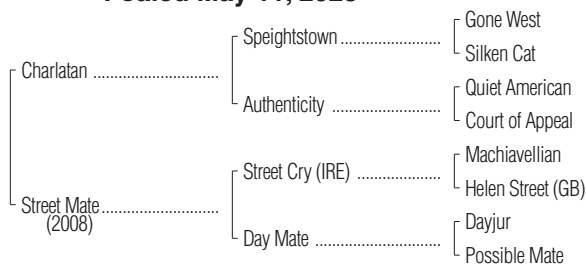 Foaled May
Gone West
Speightstown
Silken Cat
Charlatan
Quiet American
Authenticity
Court of Appeal
Machiavellian
Street Cry (IRE)
Helen Street (GB)
Street Mate
(2008)
Dayjur
Day Mate
Possible Mate